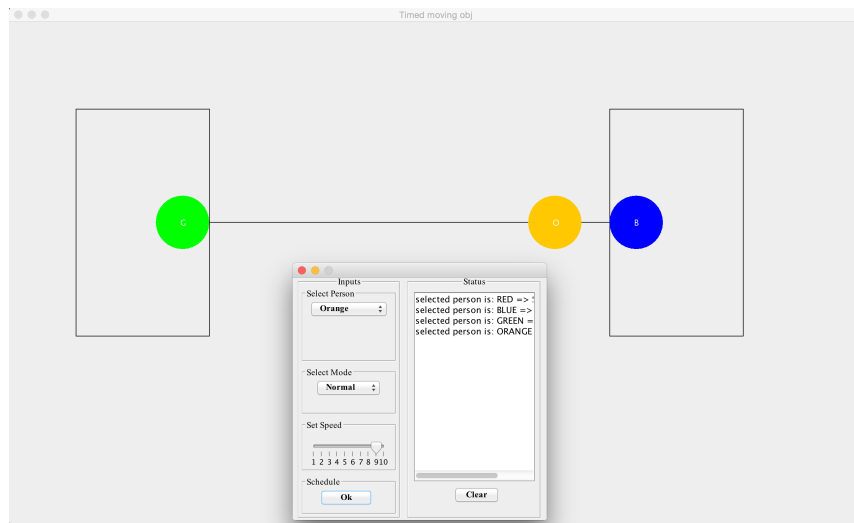 Timed moving obj
G
O
B
Inputs
Select Person
Orange
Select Mode
Normal
Set Speed
1 2 3 4 5 6 7 8 9 10
Schedule
Ok
Status
selected person is: RED =>
selected person is: BLUE =>
selected person is: GREEN =
selected person is: ORANGE
Clear